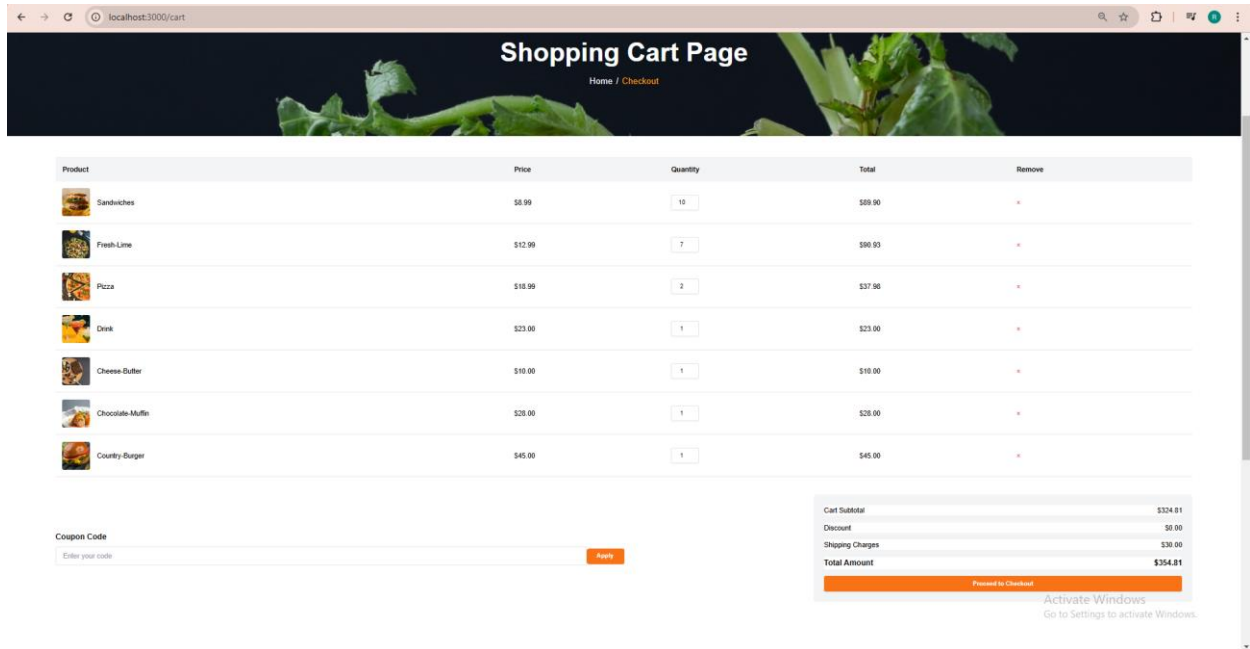 localhost:3000/cart
R
Shopping Cart Page
Home / Checkout
Product Price Quantity Total Remove
Sandwiches $8.99 10 $89.90 ×
Fresh-Lime $12.99 7 $90.93 ×
Pizza $18.99 2 $37.98 ×
Drink $23.00 1 $23.00 ×
Cheese-Butter $10.00 1 $10.00 ×
Chocolate-Muffin $28.00 1 $28.00 ×
Country-Burger $45.00 1 $45.00 ×
Coupon Code
Enter your code Apply
Cart Subtotal $324.81
Discount $0.00
Shipping Charges $30.00
Total Amount $354.81
Proceed to Checkout
Activate Windows
Go to Settings to activate Windows.